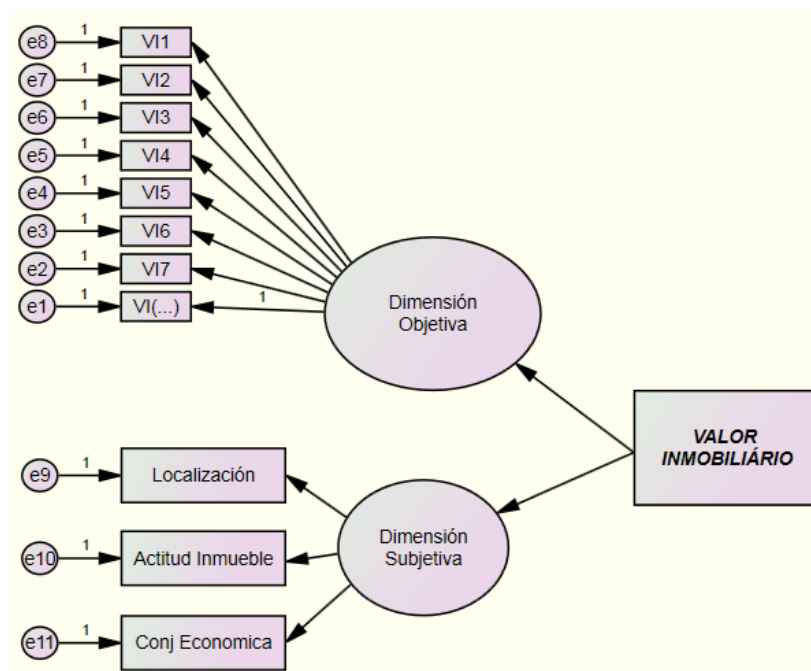 e8 1 VI1
e7 1 VI2
e6 1 VI3
e5 1 VI4
e4 1 VI5
e3 1 VI6
e2 1 VI7
e1 1 VI(...) 1
Dimensión
Objetiva
VALOR
INMOBILIÁRIO
e9 1 Localización
e10 1 Actitud Inmueble
e11 1 Conj Economica
Dimensión
Subjetiva